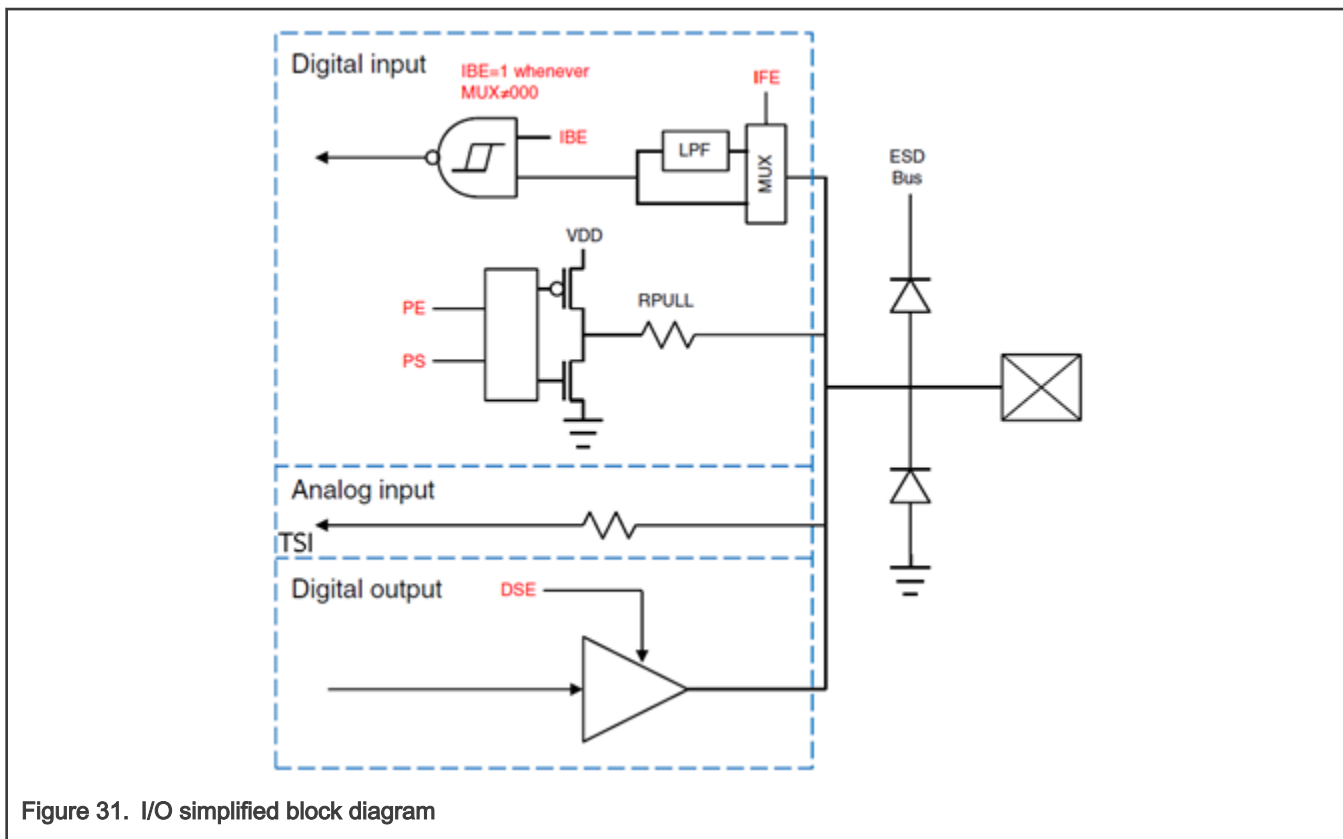 Digital input
IBE=1 whenever
MUX≠000
IFE
IBE
LPF
MUX
ESD
Bus
VDD
PE
RPULL
PS
Analog input
TSI
Digital output
DSE
Figure 31. I/O simplified block diagram